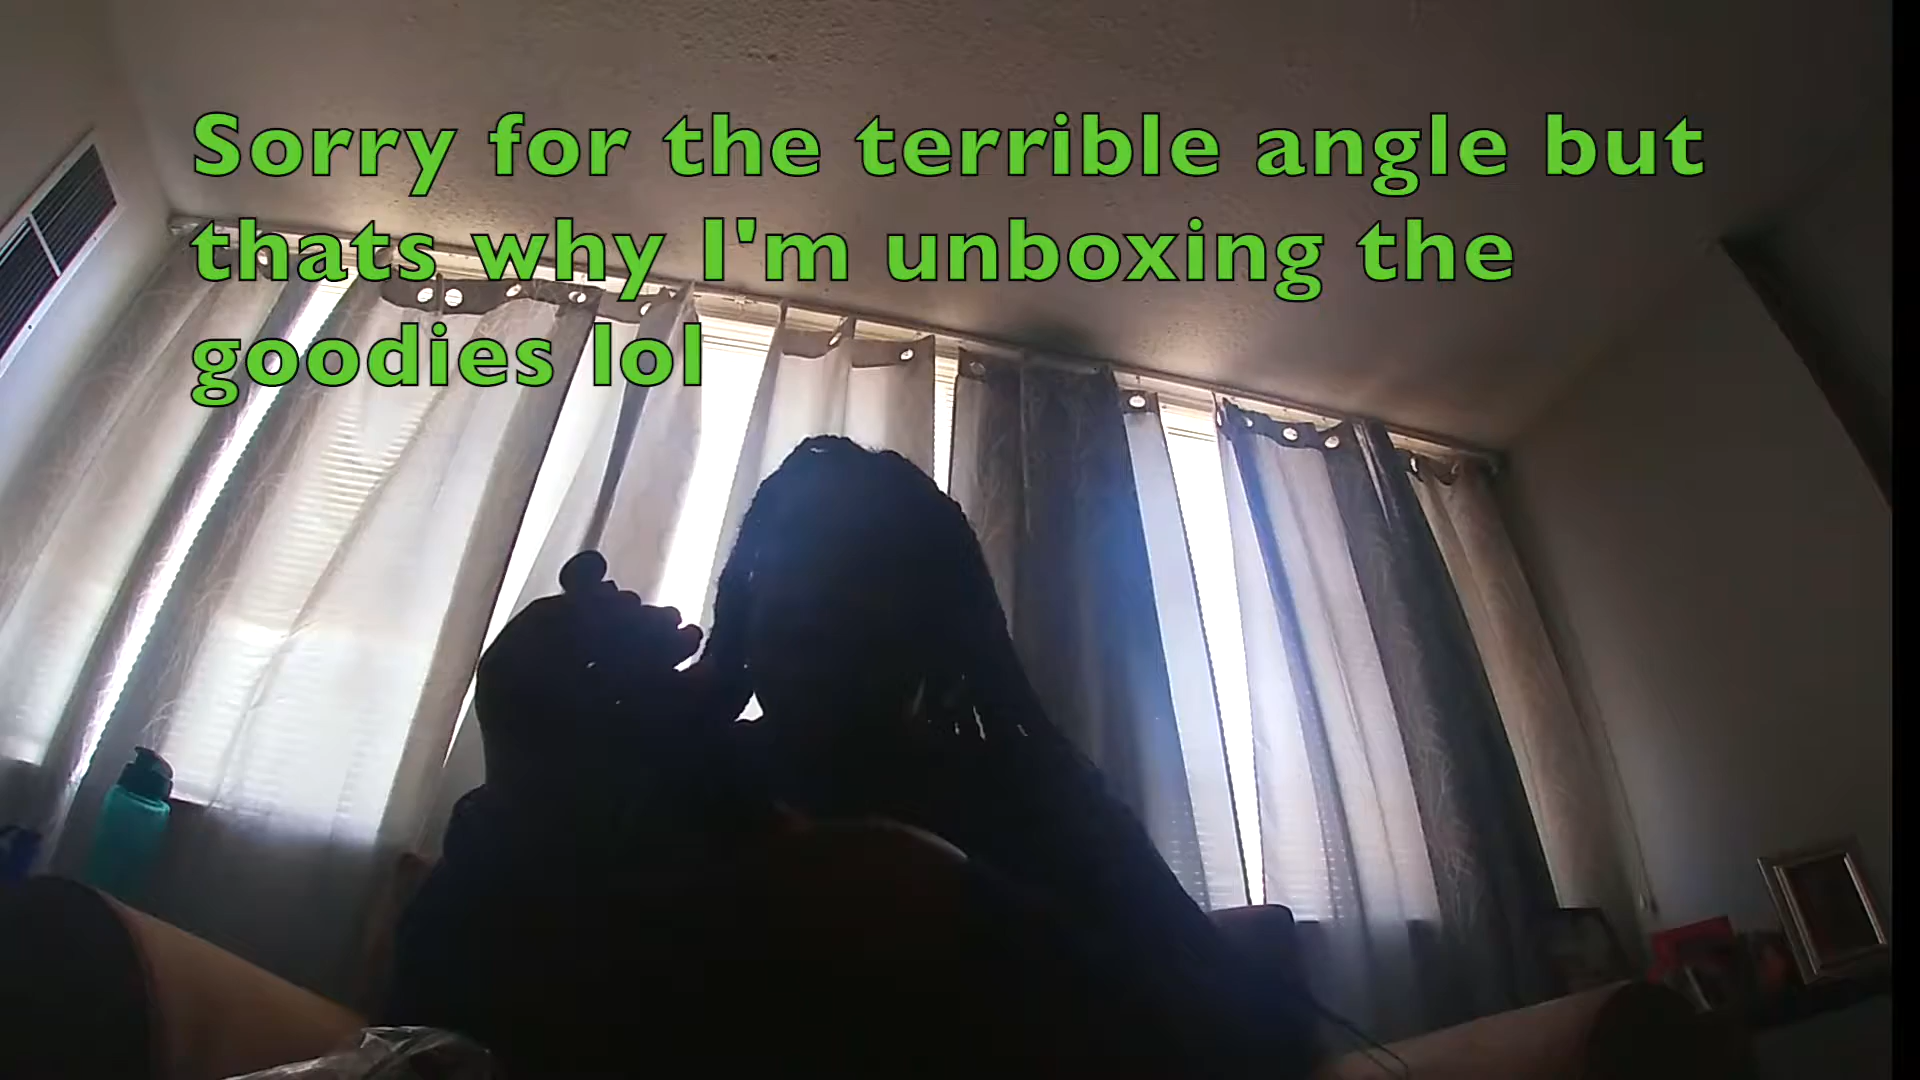 Sorry for the terrible angle but
thats why I'm unboxing the
goodies lol